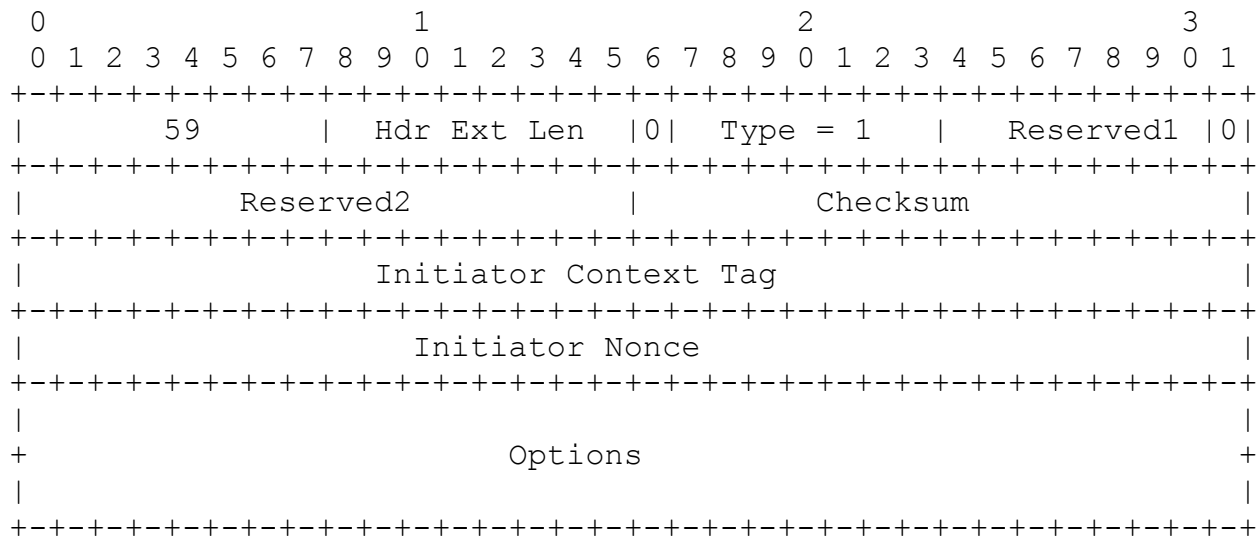 0                   1                   2                   3
 0 1 2 3 4 5 6 7 8 9 0 1 2 3 4 5 6 7 8 9 0 1 2 3 4 5 6 7 8 9 0 1
+-+-+-+-+-+-+-+-+-+-+-+-+-+-+-+-+-+-+-+-+-+-+-+-+-+-+-+-+-+-+-+-+
|       59      |  Hdr Ext Len  |0|  Type = 1   |   Reserved1 |0|
+-+-+-+-+-+-+-+-+-+-+-+-+-+-+-+-+-+-+-+-+-+-+-+-+-+-+-+-+-+-+-+-+
|           Reserved2           |         Checksum              |
+-+-+-+-+-+-+-+-+-+-+-+-+-+-+-+-+-+-+-+-+-+-+-+-+-+-+-+-+-+-+-+-+
|                  Initiator Context Tag                        |
+-+-+-+-+-+-+-+-+-+-+-+-+-+-+-+-+-+-+-+-+-+-+-+-+-+-+-+-+-+-+-+-+
|                    Initiator Nonce                            |
+-+-+-+-+-+-+-+-+-+-+-+-+-+-+-+-+-+-+-+-+-+-+-+-+-+-+-+-+-+-+-+-+
|                                                               |
+                         Options                               +
|                                                               |
+-+-+-+-+-+-+-+-+-+-+-+-+-+-+-+-+-+-+-+-+-+-+-+-+-+-+-+-+-+-+-+-+